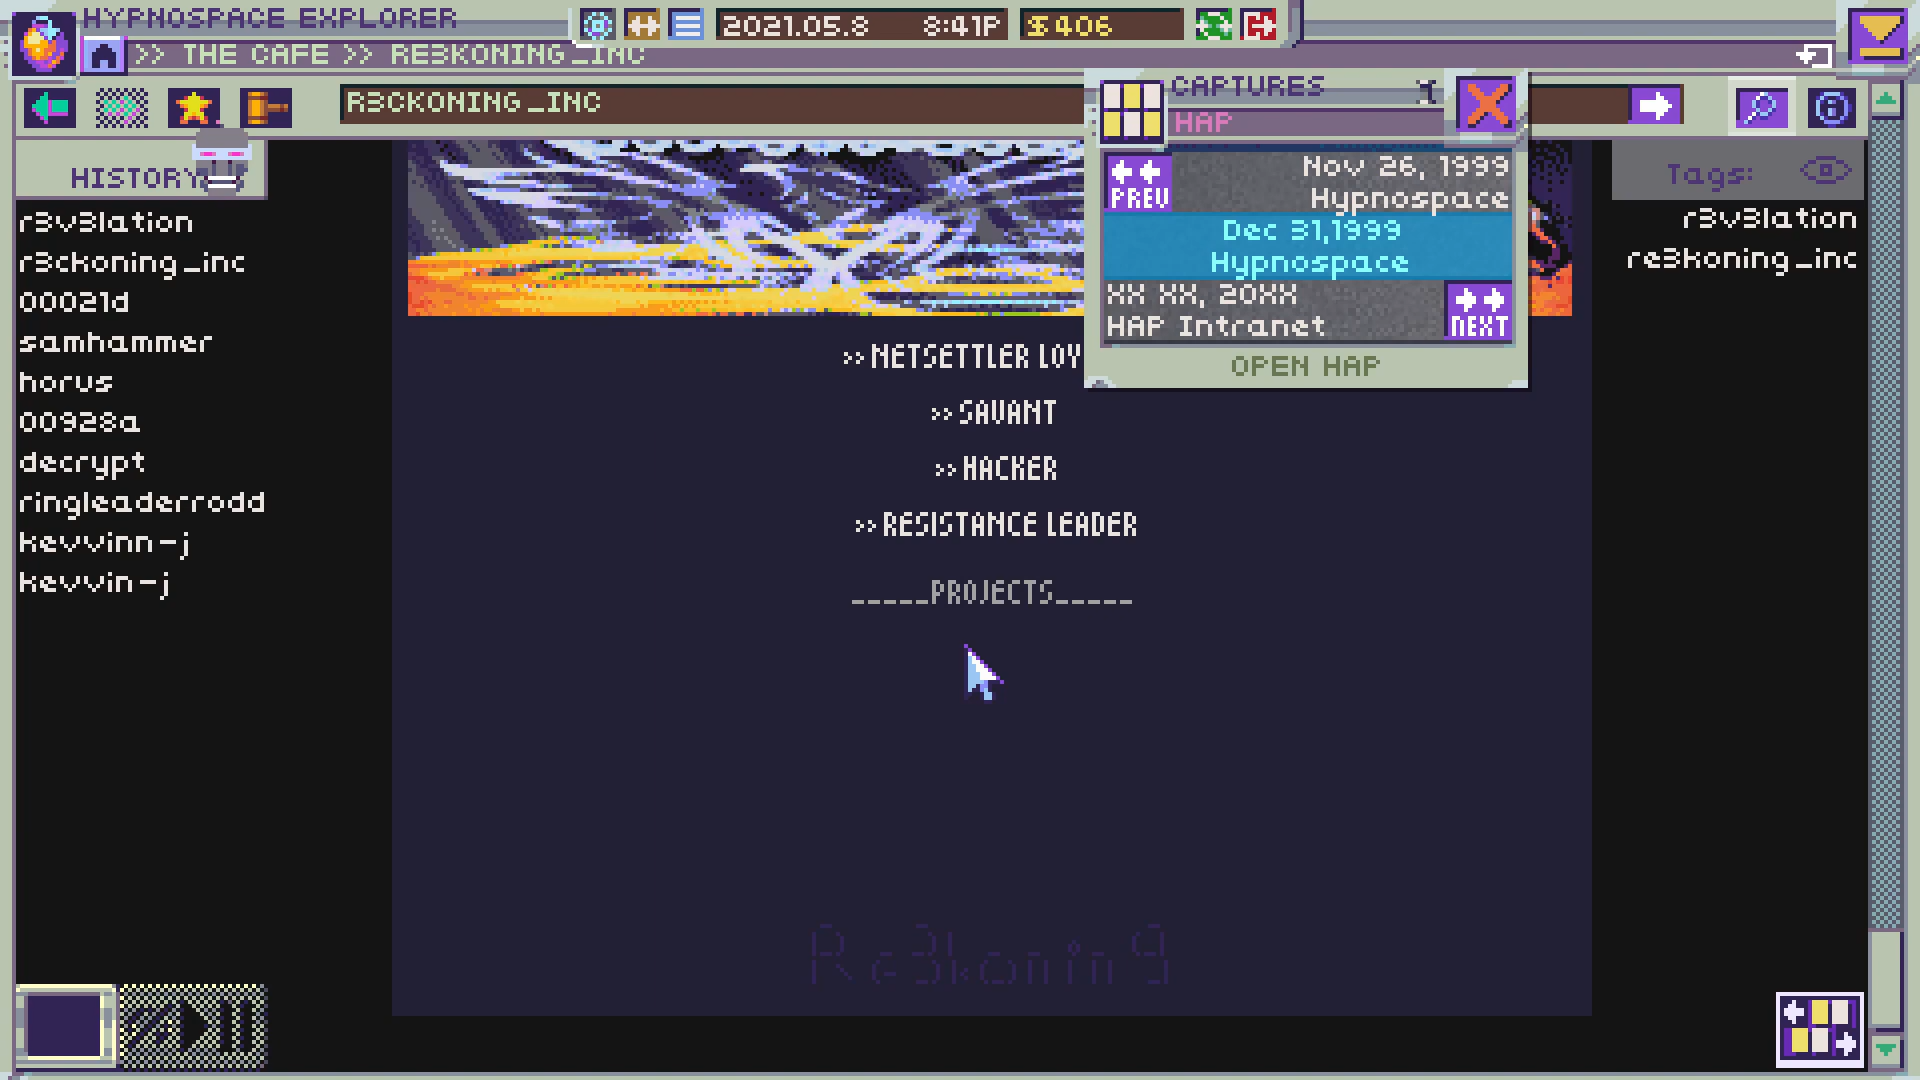 HYPNOSPACE EXPLORER
2021.05.8 8:41P $406
>> THE CAFE >> RE3KONING_INC
R3CKONING_INC
CAPTURES
HAP
PREV
Nov 26, 1999
Hypnospace
Dec 31,1999
Hypnospace
XX XX, 20XX
HAP Intranet
NEXT
OPEN HAP
HISTORY
r3v3lation
r3ckoning_inc
00021d
samhammer
horus
00928a
decrypt
ringleaderrodd
kevvinn-j
kevvin-j
>> NETSETTLER LOY
>> SAVANT
>> HACKER
>> RESISTANCE LEADER
_____PROJECTS_____
Re3koning
Tags:
r3v3lation
re3koning_inc